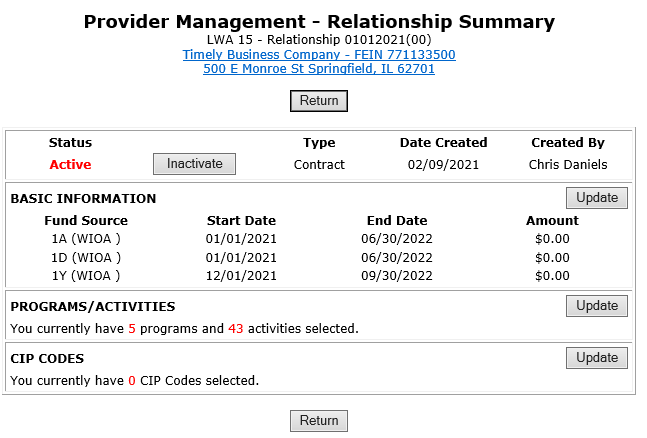 Provider Management - Relationship Summary
LWA 15 - Relationship 01012021(00)
Timely Business Company - FEIN 771133500
500 E Monroe St Springfield, IL 62701
Return
Status Type Date Created Created By
Active Inactivate Contract 02/09/2021 Chris Daniels
BASIC INFORMATION Update
Fund Source Start Date End Date Amount
1A (WIOA ) 01/01/2021 06/30/2022 $0.00
1D (WIOA ) 01/01/2021 06/30/2022 $0.00
1Y (WIOA ) 12/01/2021 09/30/2022 $0.00
PROGRAMS/ACTIVITIES Update
You currently have 5 programs and 43 activities selected.
CIP CODES Update
You currently have 0 CIP Codes selected.
Return